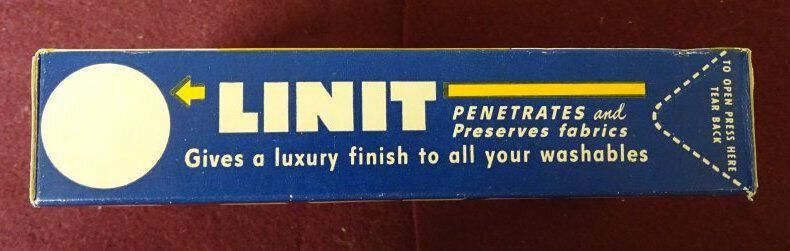 LINIT
PENETRATES and
Preserves fabrics
Gives a luxury finish to all your washables
TO OPEN PRESS HERE
TEAR BACK